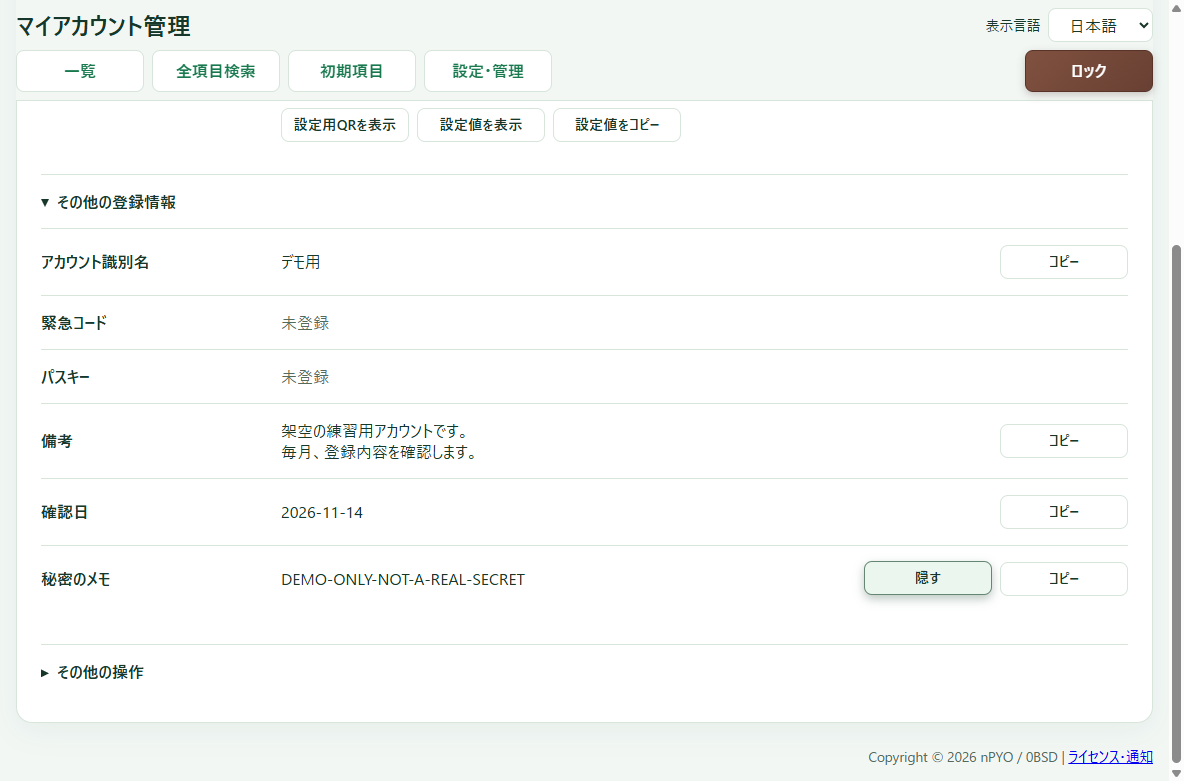 マイアカウント管理
表示言語 日本語
一覧 全項目検索 初期項目 設定・管理 ロック
設定用QRを表示 設定値を表示 設定値をコピー
▼ その他の登録情報
アカウント識別名 デモ用 コピー
緊急コード 未登録
パスキー 未登録
備考 架空の練習用アカウントです。
毎月、登録内容を確認します。 コピー
確認日 2026-11-14 コピー
秘密のメモ DEMO-ONLY-NOT-A-REAL-SECRET 隠す コピー
▶ その他の操作
Copyright © 2026 nPYO / 0BSD | ライセンス・通知